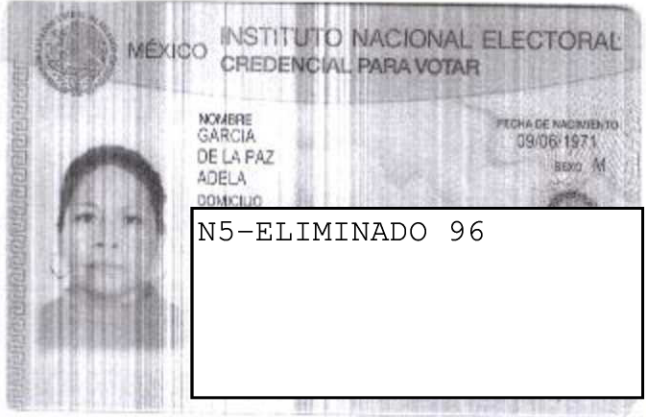 MÉXICO
INSTITUTO NACIONAL ELECTORAL
CREDENCIAL PARA VOTAR
NOMBRE
GARCIA
DE LA PAZ
ADELA
DOMICILIO
FECHA DE NACIMIENTO
09/06/1971
SEXO M
N5-ELIMINADO 96